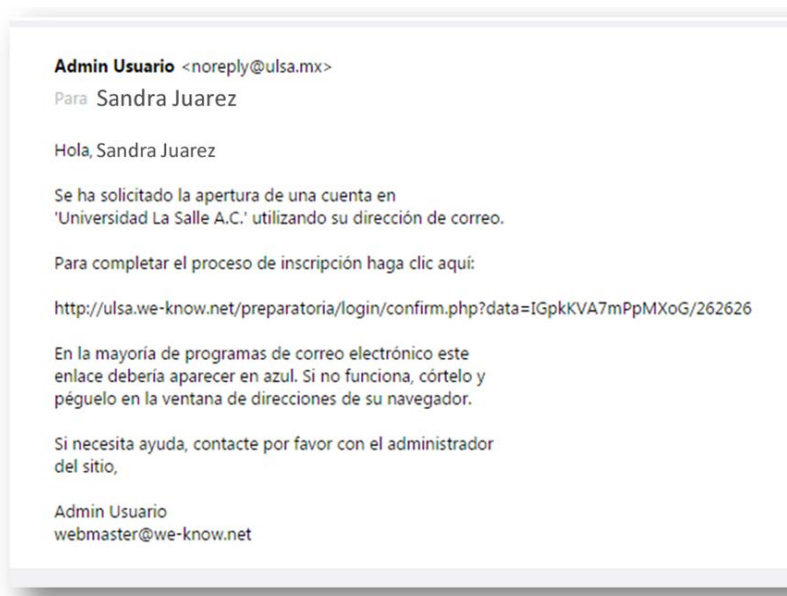 Admin Usuario <noreply@ulsa.mx>
Para Sandra Juarez
Hola, Sandra Juarez
Se ha solicitado la apertura de una cuenta en
'Universidad La Salle A.C.' utilizando su dirección de correo.
Para completar el proceso de inscripción haga clic aquí:
http://ulsa.we-know.net/preparatoria/login/confirm.php?data=IGpkKVA7mPpMXoG/262626
En la mayoría de programas de correo electrónico este
enlace debería aparecer en azul. Si no funciona, córtelo y
péguelo en la ventana de direcciones de su navegador.
Si necesita ayuda, contacte por favor con el administrador
del sitio,
Admin Usuario
webmaster@we-know.net